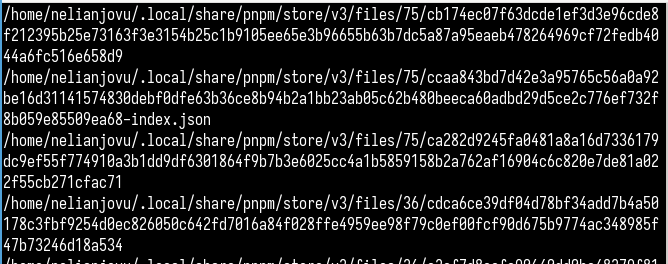 /home/nelianjovu/.local/share/pnpm/store/v3/files/75/cb174ec07f63dcde1ef3d3e96cde8
f212395b25e73163f3e3154b25c1b9105ee65e3b96655b63b7dc5a87a95eaeb478264969cf72fedb40
44a6fc516e658d9
/home/nelianjovu/.local/share/pnpm/store/v3/files/75/ccaa843bd7d42e3a95765c56a0a92
be16d31141574830debf0dfe63b36ce8b94b2a1bb23ab05c62b480beeca60adbd29d5ce2c776ef732f
8b059e85509ea68-index.json
/home/nelianjovu/.local/share/pnpm/store/v3/files/75/ca282d9245fa0481a8a16d7336179
dc9ef55f774910a3b1dd9df6301864f9b7b3e6025cc4a1b5859158b2a762af16904c6c820e7de81a02
2f55cb271cfac71
/home/nelianjovu/.local/share/pnpm/store/v3/files/36/cdca6ce39df04d78bf34add7b4a50
178c3fbf9254d0ec826050c642fd7016a84f028ffe4959ee98f79c0ef00fcf90d675b9774ac348985f
47b73246d18a534